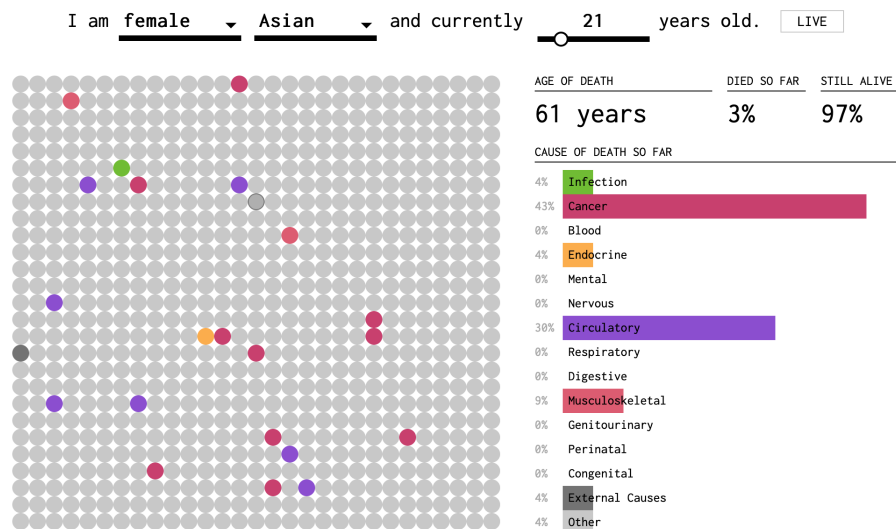 I am female Asian and currently 21 years old. LIVE
AGE OF DEATH DIED SO FAR STILL ALIVE
61 years 3% 97%
CAUSE OF DEATH SO FAR
4% Infection
43% Cancer
0% Blood
4% Endocrine
0% Mental
0% Nervous
30% Circulatory
0% Respiratory
0% Digestive
9% Musculoskeletal
0% Genitourinary
0% Perinatal
0% Congenital
4% External Causes
4% Other